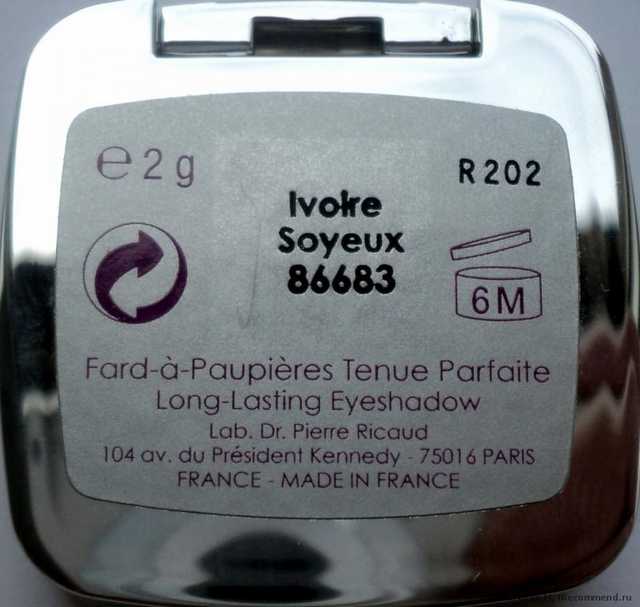 ℮ 2 g
R 202
Ivoire
Soyeux
86683
6M
Fard-à-Paupières Tenue Parfaite
Long-Lasting Eyeshadow
Lab. Dr. Pierre Ricaud
104 av. du Président Kennedy - 75016 PARIS
FRANCE - MADE IN FRANCE